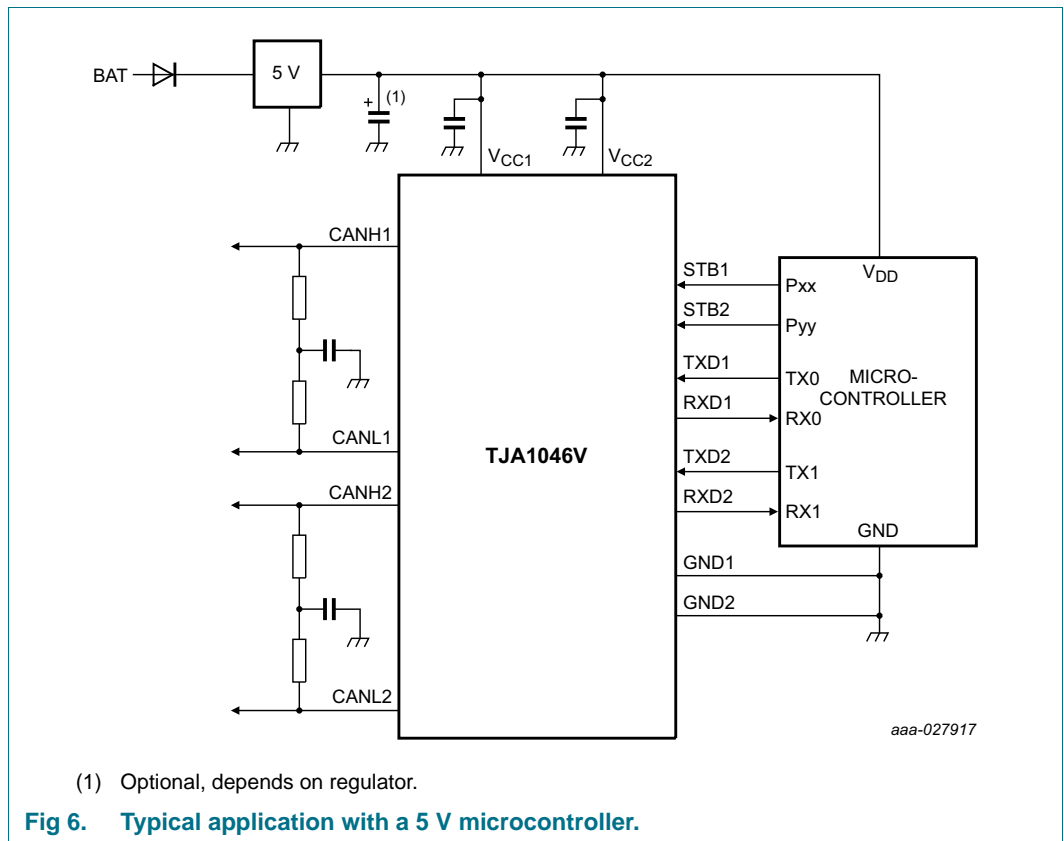 BAT
5 V
+ (1)
VCC1
VCC2
CANH1
CANL1
CANH2
CANL2
TJA1046V
STB1
STB2
TXD1
RXD1
TXD2
RXD2
GND1
GND2
VDD
Pxx
Pyy
TX0
MICRO-
CONTROLLER
RX0
TX1
RX1
GND
aaa-027917
(1) Optional, depends on regulator.
Fig 6. Typical application with a 5 V microcontroller.